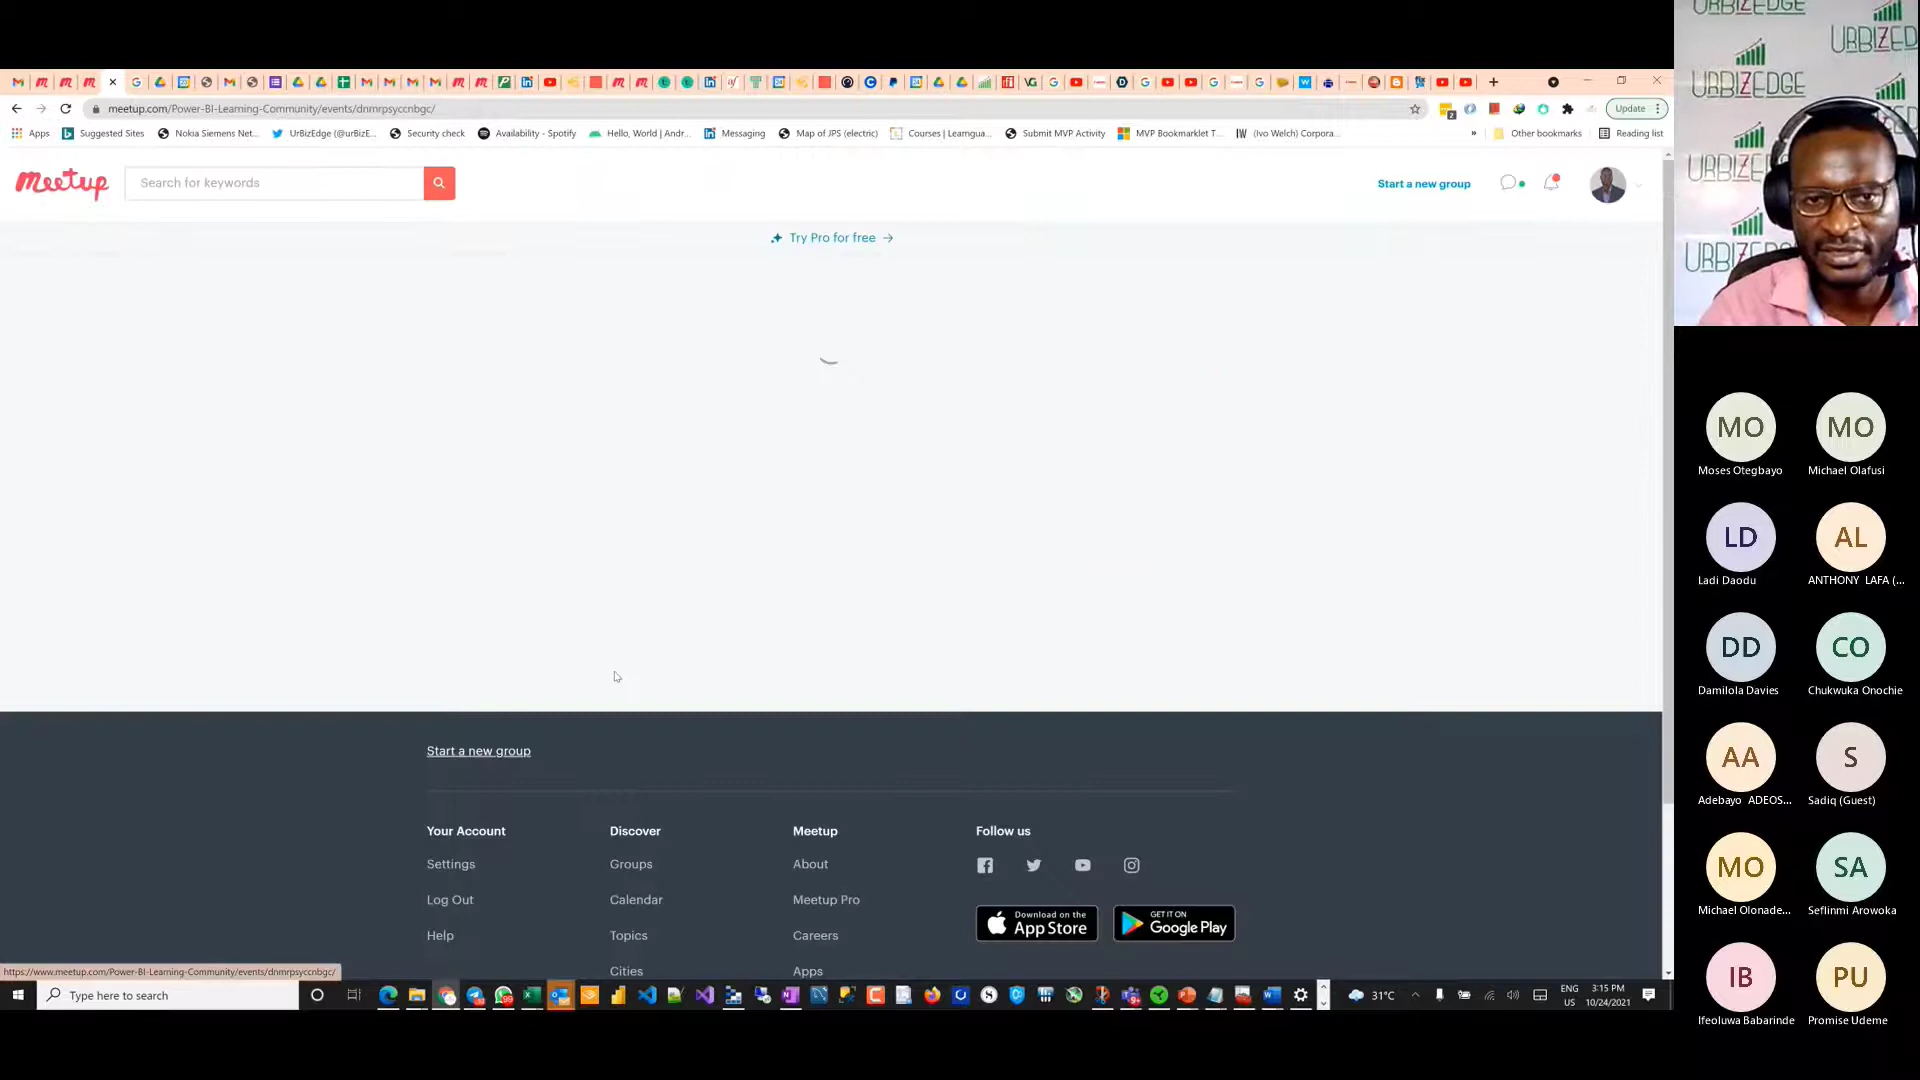 meetup.com/Power-BI-Learning-Community/events/dnmrpsyccnbgc/
Update
Apps
Suggested Sites
Nokia Siemens Net...
UrBizEdge (@urBizE...
Security check
Availability - Spotify
Hello, World | Andr...
Messaging
Map of JPS (electric)
Courses | Learngua...
Submit MVP Activity
MVP Bookmarklet T...
(Ivo Welch) Corpora...
Other bookmarks
Reading list
meetup
Search for keywords
Start a new group
Try Pro for free
Start a new group
Your Account
Settings
Log Out
Help
Discover
Groups
Calendar
Topics
Cities
Meetup
About
Meetup Pro
Careers
Apps
Follow us
Download on the
App Store
GET IT ON
Google Play
https://www.meetup.com/Power-BI-Learning-Community/events/dnmrpsyccnbgc/
Type here to search
31°C
ENG
US
3:15 PM
10/24/2021
URBIZEDGE
URBIZED
URBIZEDGE
MO
Moses Otegbayo
MO
Michael Olafusi
LD
Ladi Daodu
AL
ANTHONY LAFA (...
DD
Damilola Davies
CO
Chukwuka Onochie
AA
Adebayo ADEOS...
S
Sadiq (Guest)
MO
Michael Olonade...
SA
Seflinmi Arowoka
IB
Ifeoluwa Babarinde
PU
Promise Udeme